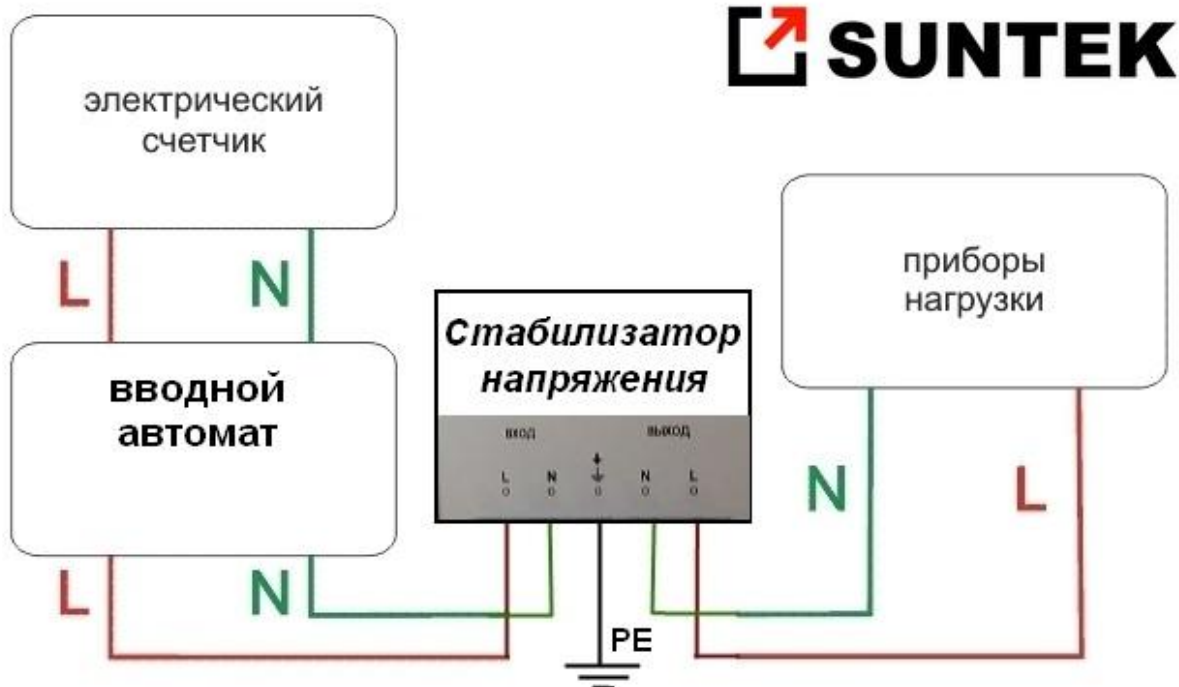 SUNTEK
электрический
счетчик
L N
вводной
автомат
L N
Стабилизатор
напряжения
вход выход
L N N L
PE
приборы
нагрузки
N L